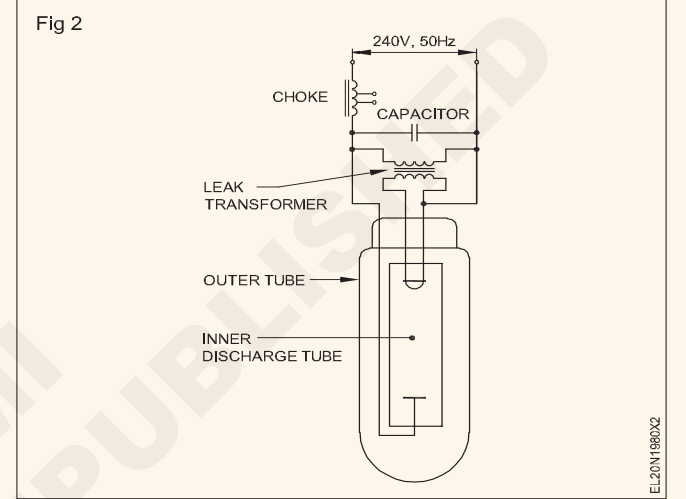 Fig 2
240V, 50Hz
CHOKE
CAPACITOR
LEAK
TRANSFORMER
OUTER TUBE
INNER
DISCHARGE TUBE
EL20N1980X2